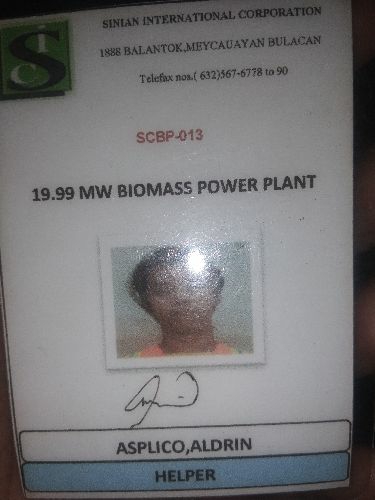 SIC
SINIAN INTERNATIONAL CORPORATION
1888 BALANTOK,MEYCAUAYAN BULACAN
Telefax nos.( 632)567-6778 to 90
SCBP-013
19.99 MW BIOMASS POWER PLANT
ASPLICO,ALDRIN
HELPER